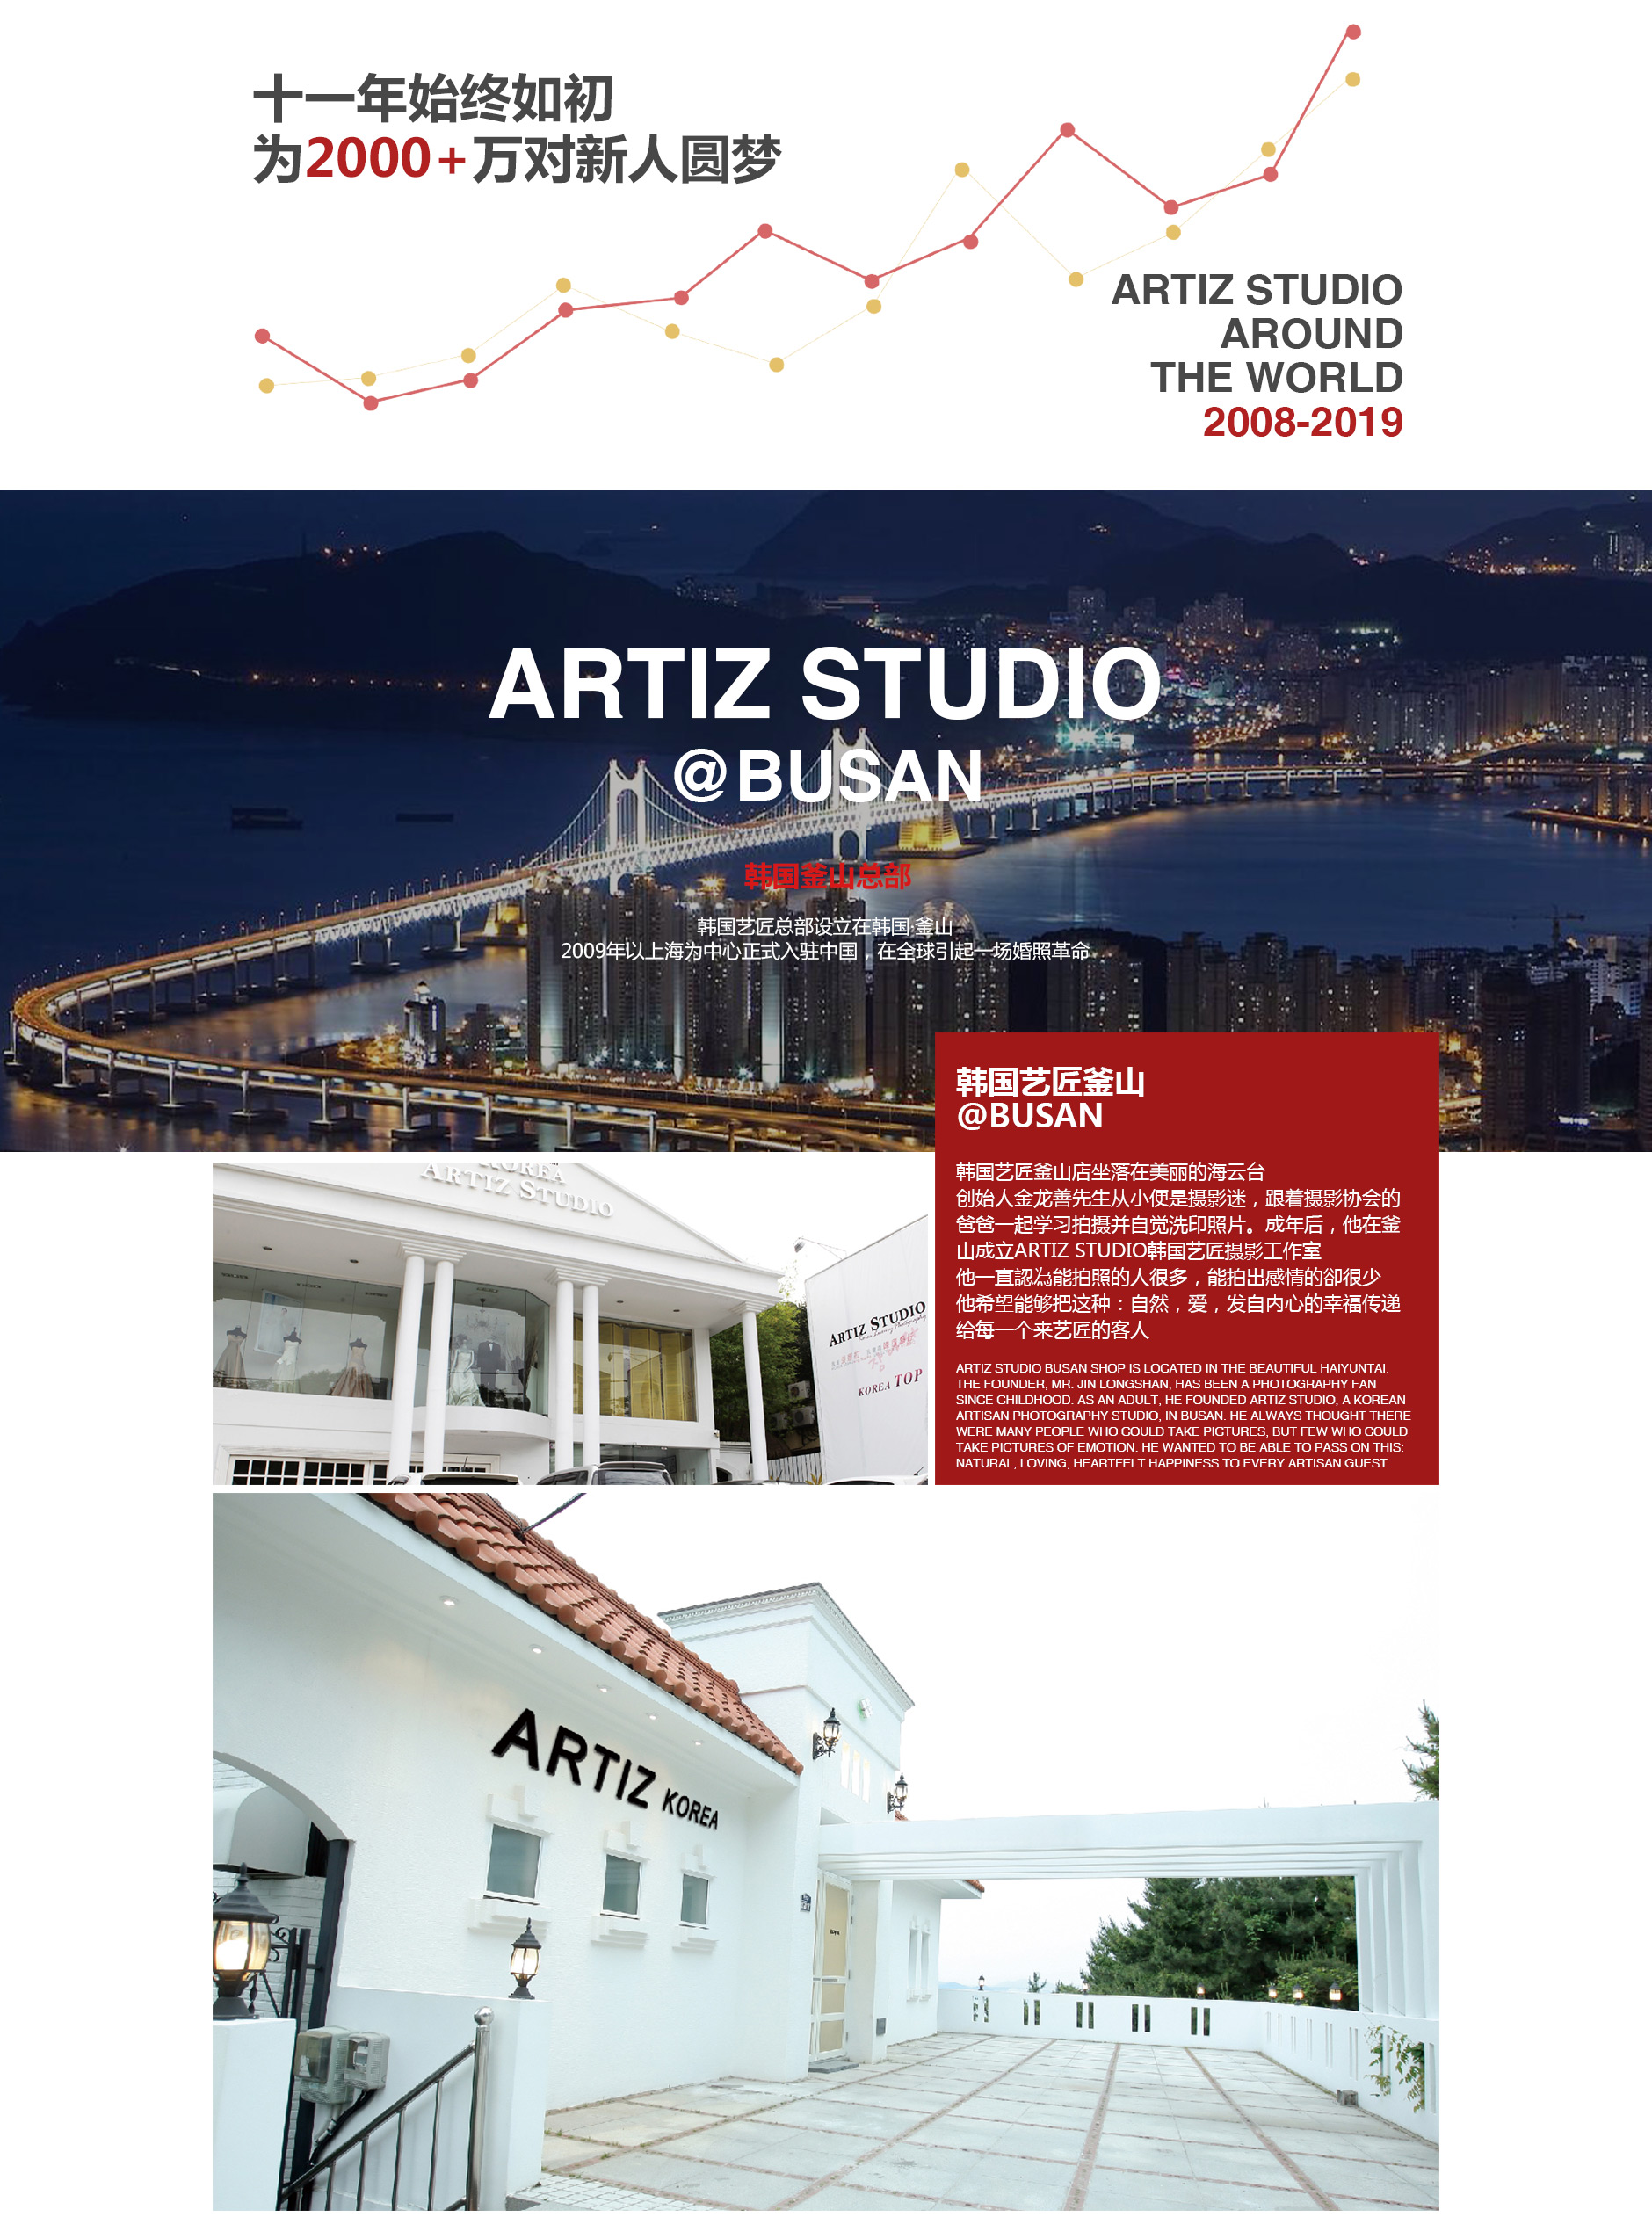 十一年始终如初
为2000+万对新人圆梦
ARTIZ STUDIO
AROUND
THE WORLD
2008-2019
ARTIZ STUDIO
@BUSAN
韩国釜山总部
韩国艺匠总部设立在韩国·釜山
2009年以上海为中心正式入驻中国，在全球引起一场婚照革命
韩国艺匠釜山
@BUSAN
韩国艺匠釜山店坐落在美丽的海云台
创始人金龙善先生从小便是摄影迷，跟着摄影协会的
爸爸一起学习拍摄并自觉洗印照片。成年后，他在釜
山成立ARTIZ STUDIO韩国艺匠摄影工作室
他一直認為能拍照的人很多，能拍出感情的卻很少
他希望能够把这种：自然，爱，发自内心的幸福传递
给每一个来艺匠的客人
ARTIZ STUDIO BUSAN SHOP IS LOCATED IN THE BEAUTIFUL HAIYUNTAI.
THE FOUNDER, MR. JIN LONGSHAN, HAS BEEN A PHOTOGRAPHY FAN
SINCE CHILDHOOD. AS AN ADULT, HE FOUNDED ARTIZ STUDIO, A KOREAN
ARTISAN PHOTOGRAPHY STUDIO, IN BUSAN. HE ALWAYS THOUGHT THERE
WERE MANY PEOPLE WHO COULD TAKE PICTURES, BUT FEW WHO COULD
TAKE PICTURES OF EMOTION. HE WANTED TO BE ABLE TO PASS ON THIS:
NATURAL, LOVING, HEARTFELT HAPPINESS TO EVERY ARTISAN GUEST.
KOREA
ARTIZ STUDIO
ARTIZ STUDIO
KOREA TOP
ARTIZ KOREA